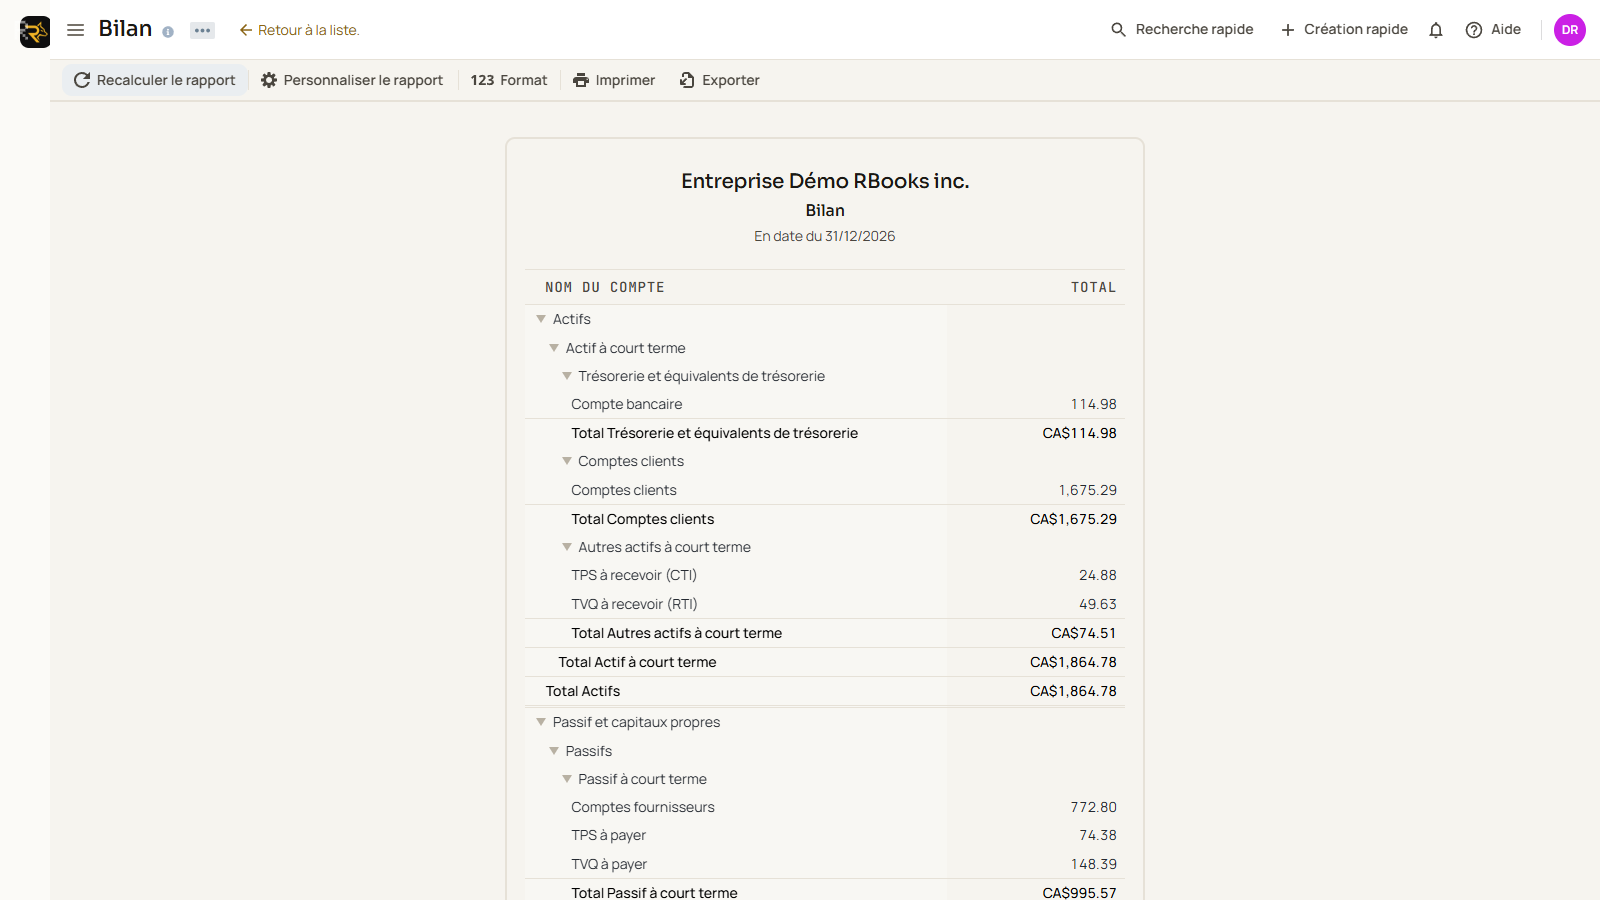 Bilan
Retour à la liste.
Recherche rapide
Création rapide
Aide
DR
Recalculer le rapport
Personnaliser le rapport
123 Format
Imprimer
Exporter
Entreprise Démo RBooks inc.
Bilan
En date du 31/12/2026
NOM DU COMPTE TOTAL
Actifs
Actif à court terme
Trésorerie et équivalents de trésorerie
Compte bancaire 114.98
Total Trésorerie et équivalents de trésorerie CA$114.98
Comptes clients
Comptes clients 1,675.29
Total Comptes clients CA$1,675.29
Autres actifs à court terme
TPS à recevoir (CTI) 24.88
TVQ à recevoir (RTI) 49.63
Total Autres actifs à court terme CA$74.51
Total Actif à court terme CA$1,864.78
Total Actifs CA$1,864.78
Passif et capitaux propres
Passifs
Passif à court terme
Comptes fournisseurs 772.80
TPS à payer 74.38
TVQ à payer 148.39
Total Passif à court terme CA$995.57